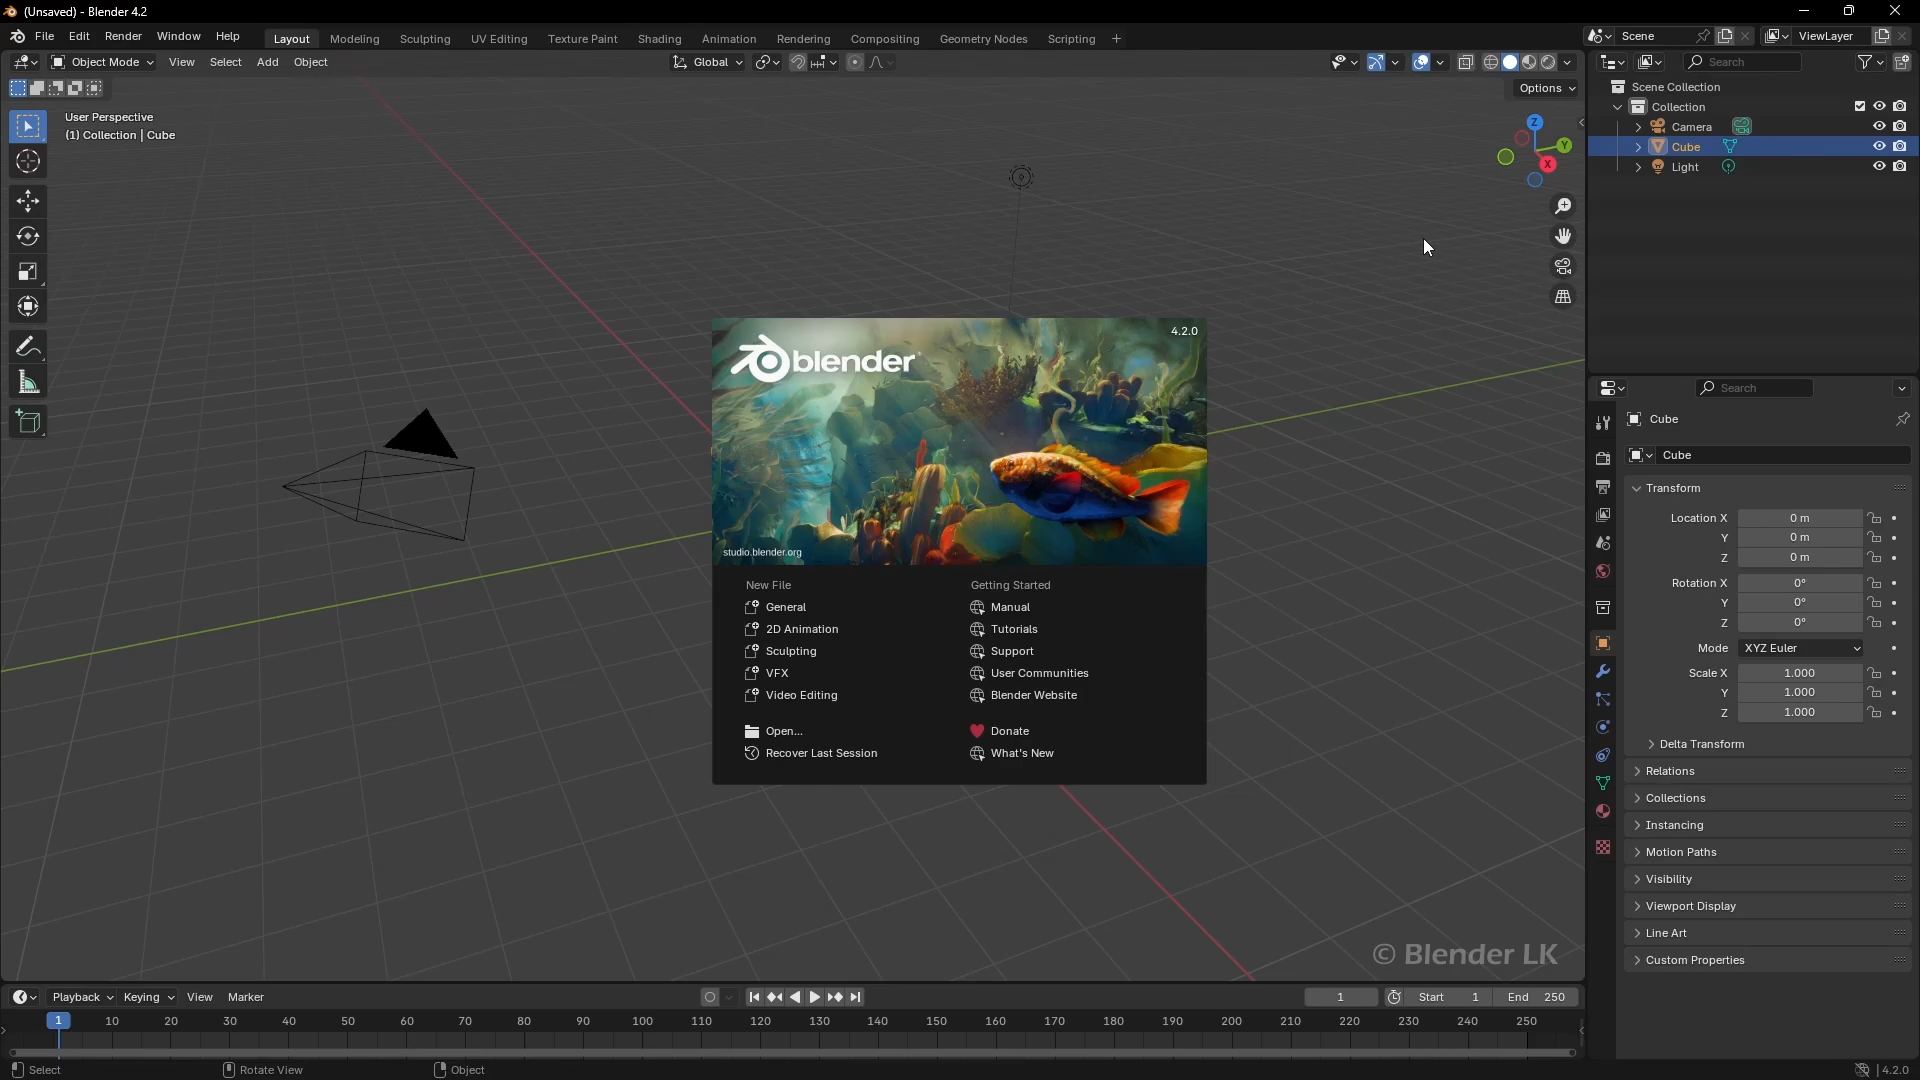 (Unsaved) - Blender 4.2
File Edit Render Window Help Layout Modeling Sculpting UV Editing Texture Paint Shading Animation Rendering Compositing Geometry Nodes Scripting + Scene ViewLayer
Object Mode View Select Add Object Global Search
Options
User Perspective
(1) Collection | Cube
Z
Y
X
Scene Collection
Collection
Camera
Cube
Light
4.2.0
blender
studio.blender.org
New File
General
2D Animation
Sculpting
VFX
Video Editing
Open...
Recover Last Session
Getting Started
Manual
Tutorials
Support
User Communities
Blender Website
Donate
What's New
Search
Cube
Cube
Transform
Location X 0 m
Y 0 m
Z 0 m
Rotation X 0°
Y 0°
Z 0°
Mode XYZ Euler
Scale X 1.000
Y 1.000
Z 1.000
Delta Transform
Relations
Collections
Instancing
Motion Paths
Visibility
Viewport Display
Line Art
Custom Properties
© Blender LK
Playback Keying View Marker 1 Start 1 End 250
1 10 20 30 40 50 60 70 80 90 100 110 120 130 140 150 160 170 180 190 200 210 220 230 240 250
Select Rotate View Object 4.2.0